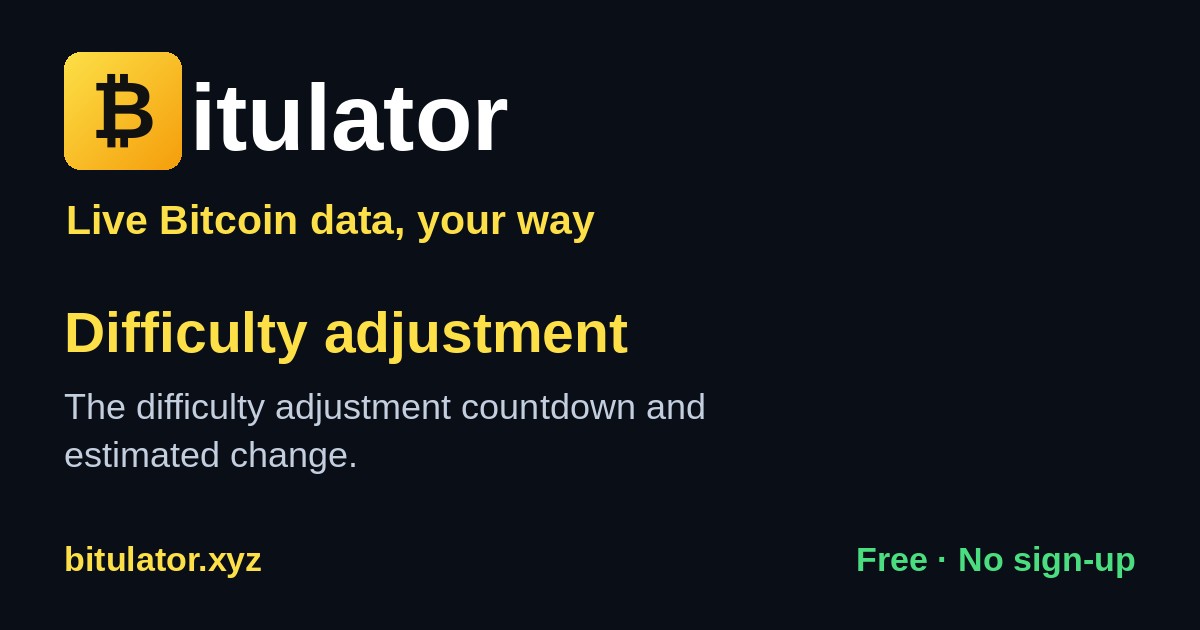 ₿itulator
Live Bitcoin data, your way
Difficulty adjustment
The difficulty adjustment countdown and
estimated change.
bitulator.xyz
Free · No sign-up